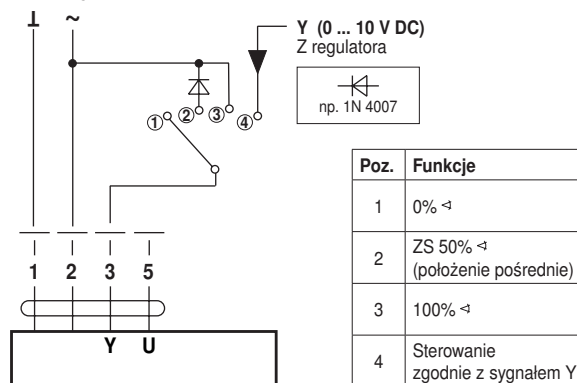 ⊥ ~
Y (0 ... 10 V DC)
Z regulatora
np. 1N 4007
① ② ③ ④
1 2 3 5
Y U
Poz. Funkcje
1 0% ◁
2 ZS 50% ◁
(położenie pośrednie)
3 100% ◁
4 Sterowanie
zgodnie z sygnałem Y